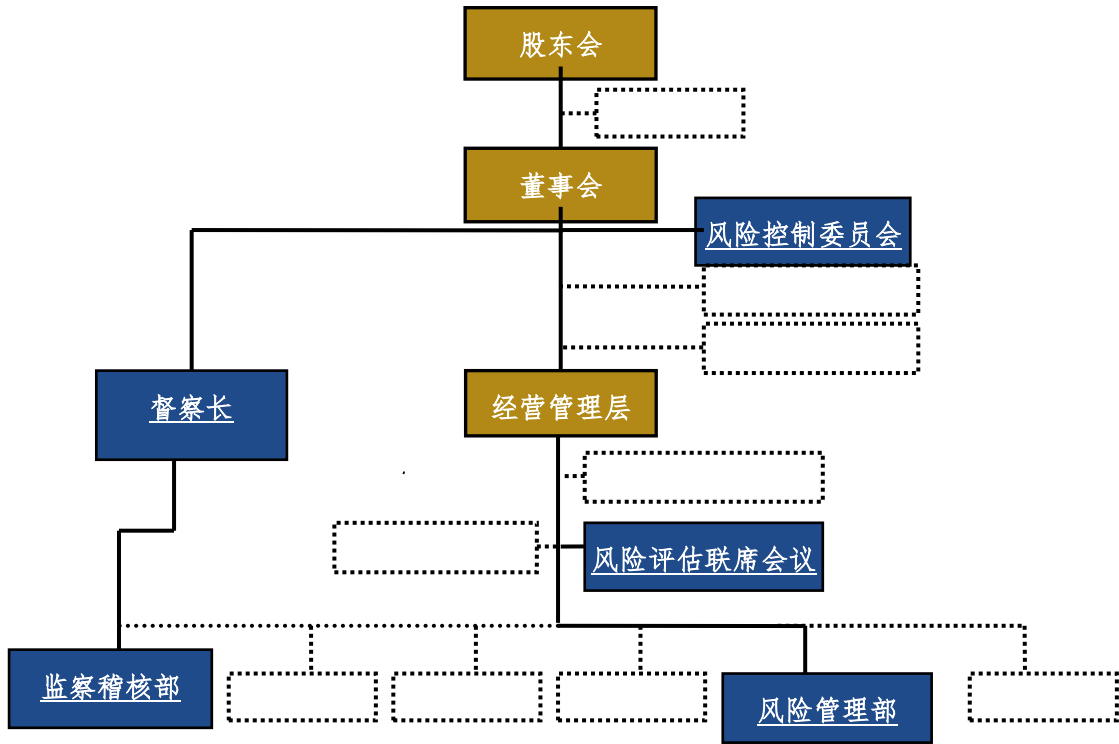 股东会
董事会
风险控制委员会
督察长
经营管理层
风险评估联席会议
监察稽核部
风险管理部